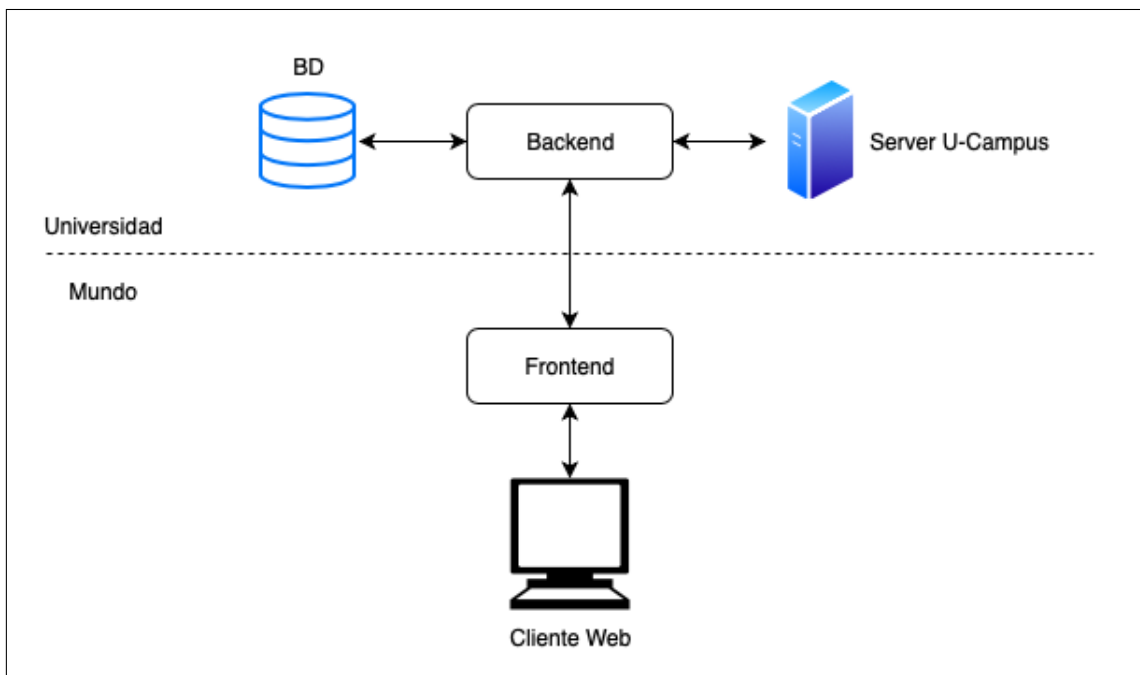 BD
Backend
Server U-Campus
Universidad
Mundo
Frontend
Cliente Web